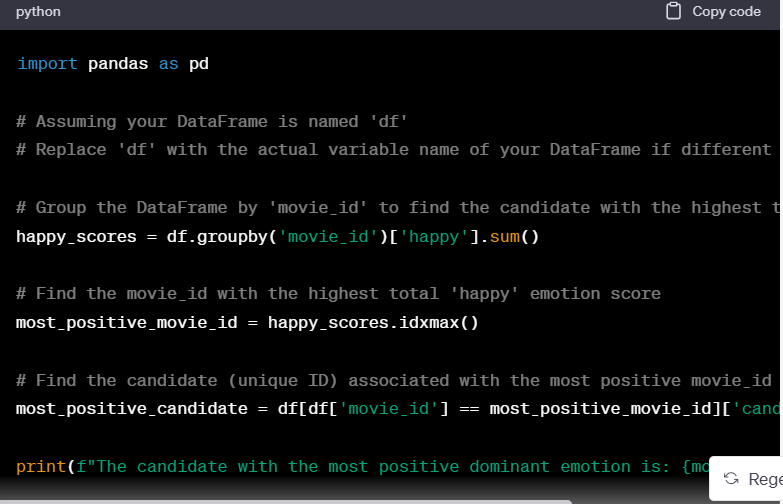 python
Copy code
import pandas as pd
# Assuming your DataFrame is named 'df'
# Replace 'df' with the actual variable name of your DataFrame if different
# Group the DataFrame by 'movie_id' to find the candidate with the highest
happy_scores = df.groupby('movie_id')['happy'].sum()
# Find the movie_id with the highest total 'happy' emotion score
most_positive_movie_id = happy_scores.idxmax()
# Find the candidate (unique ID) associated with the most positive movie_id
most_positive_candidate = df[df['movie_id'] == most_positive_movie_id]['cand
print(f"The candidate with the most positive dominant emotion is: {mo